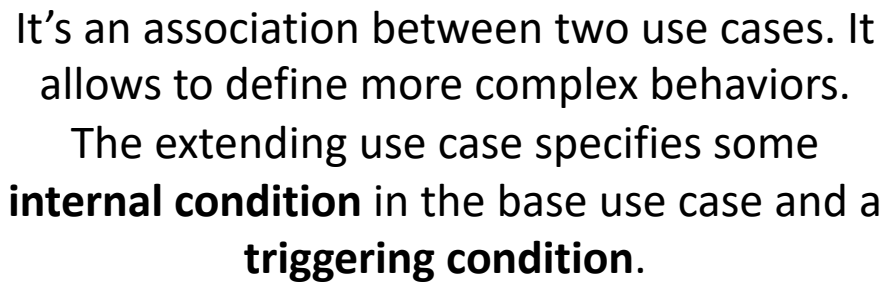 It’s an association between two use cases. It
allows to define more complex behaviors.
The extending use case specifies some
internal condition in the base use case and a
triggering condition.